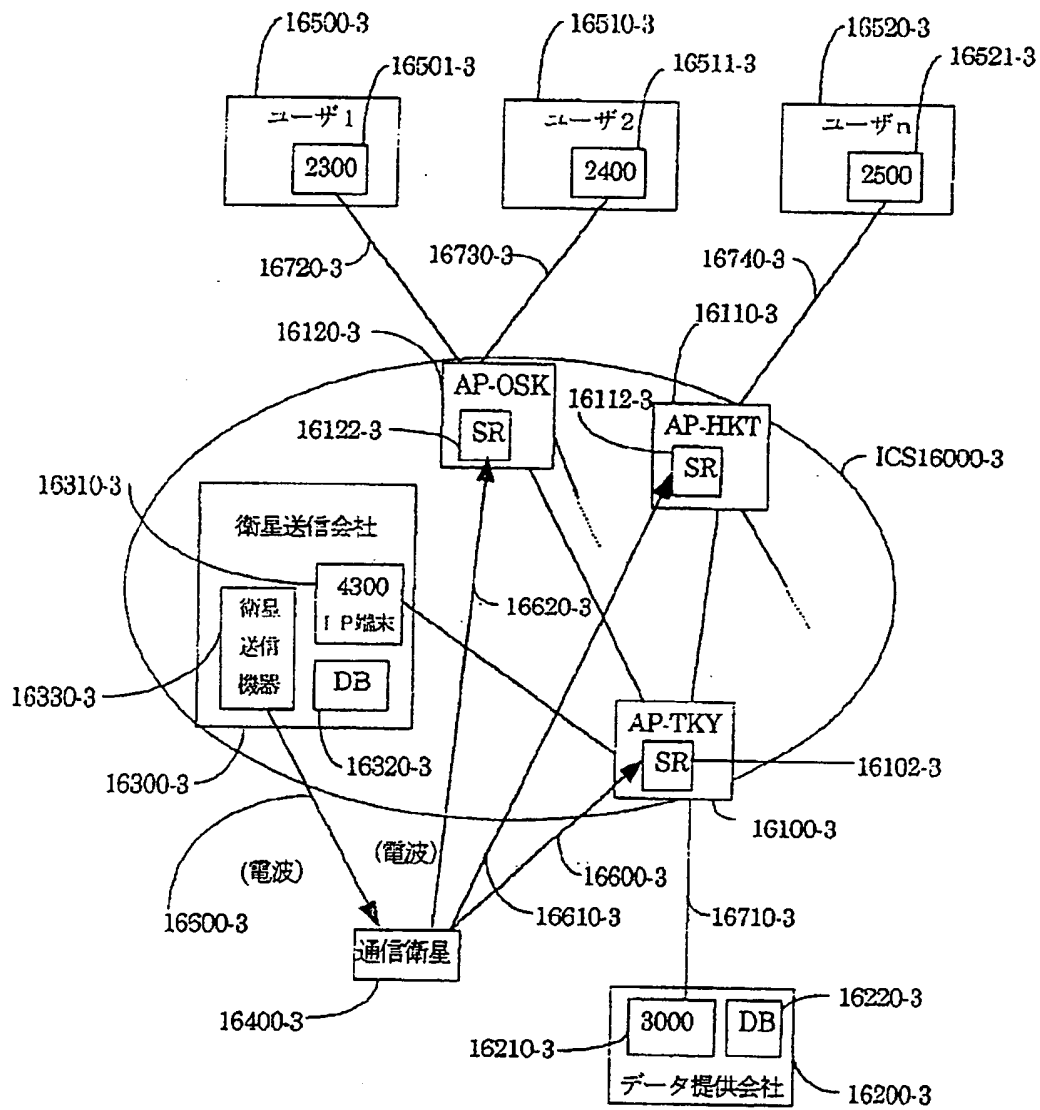 16500-3
16510-3
16520-3
16501-3
16511-3
16521-3
ユーザ1
ユーザ2
ユーザn
2300
2400
2500
16720-3
16730-3
16740-3
16120-3
16110-3
AP-OSK
16112-3
AP-HKT
16122-3
SR
SR
ICS16000-3
16310-3
衛星送信会社
4300
IP端末
衛星
送信
機器
16620-3
16330-3
DB
AP-TKY
SR
16102-3
16300-3
16320-3
16100-3
(電波)
(電波)
16600-3
16500-3
16610-3
16710-3
通信衛星
16400-3
16220-3
3000
DB
16210-3
データ提供会社
16200-3